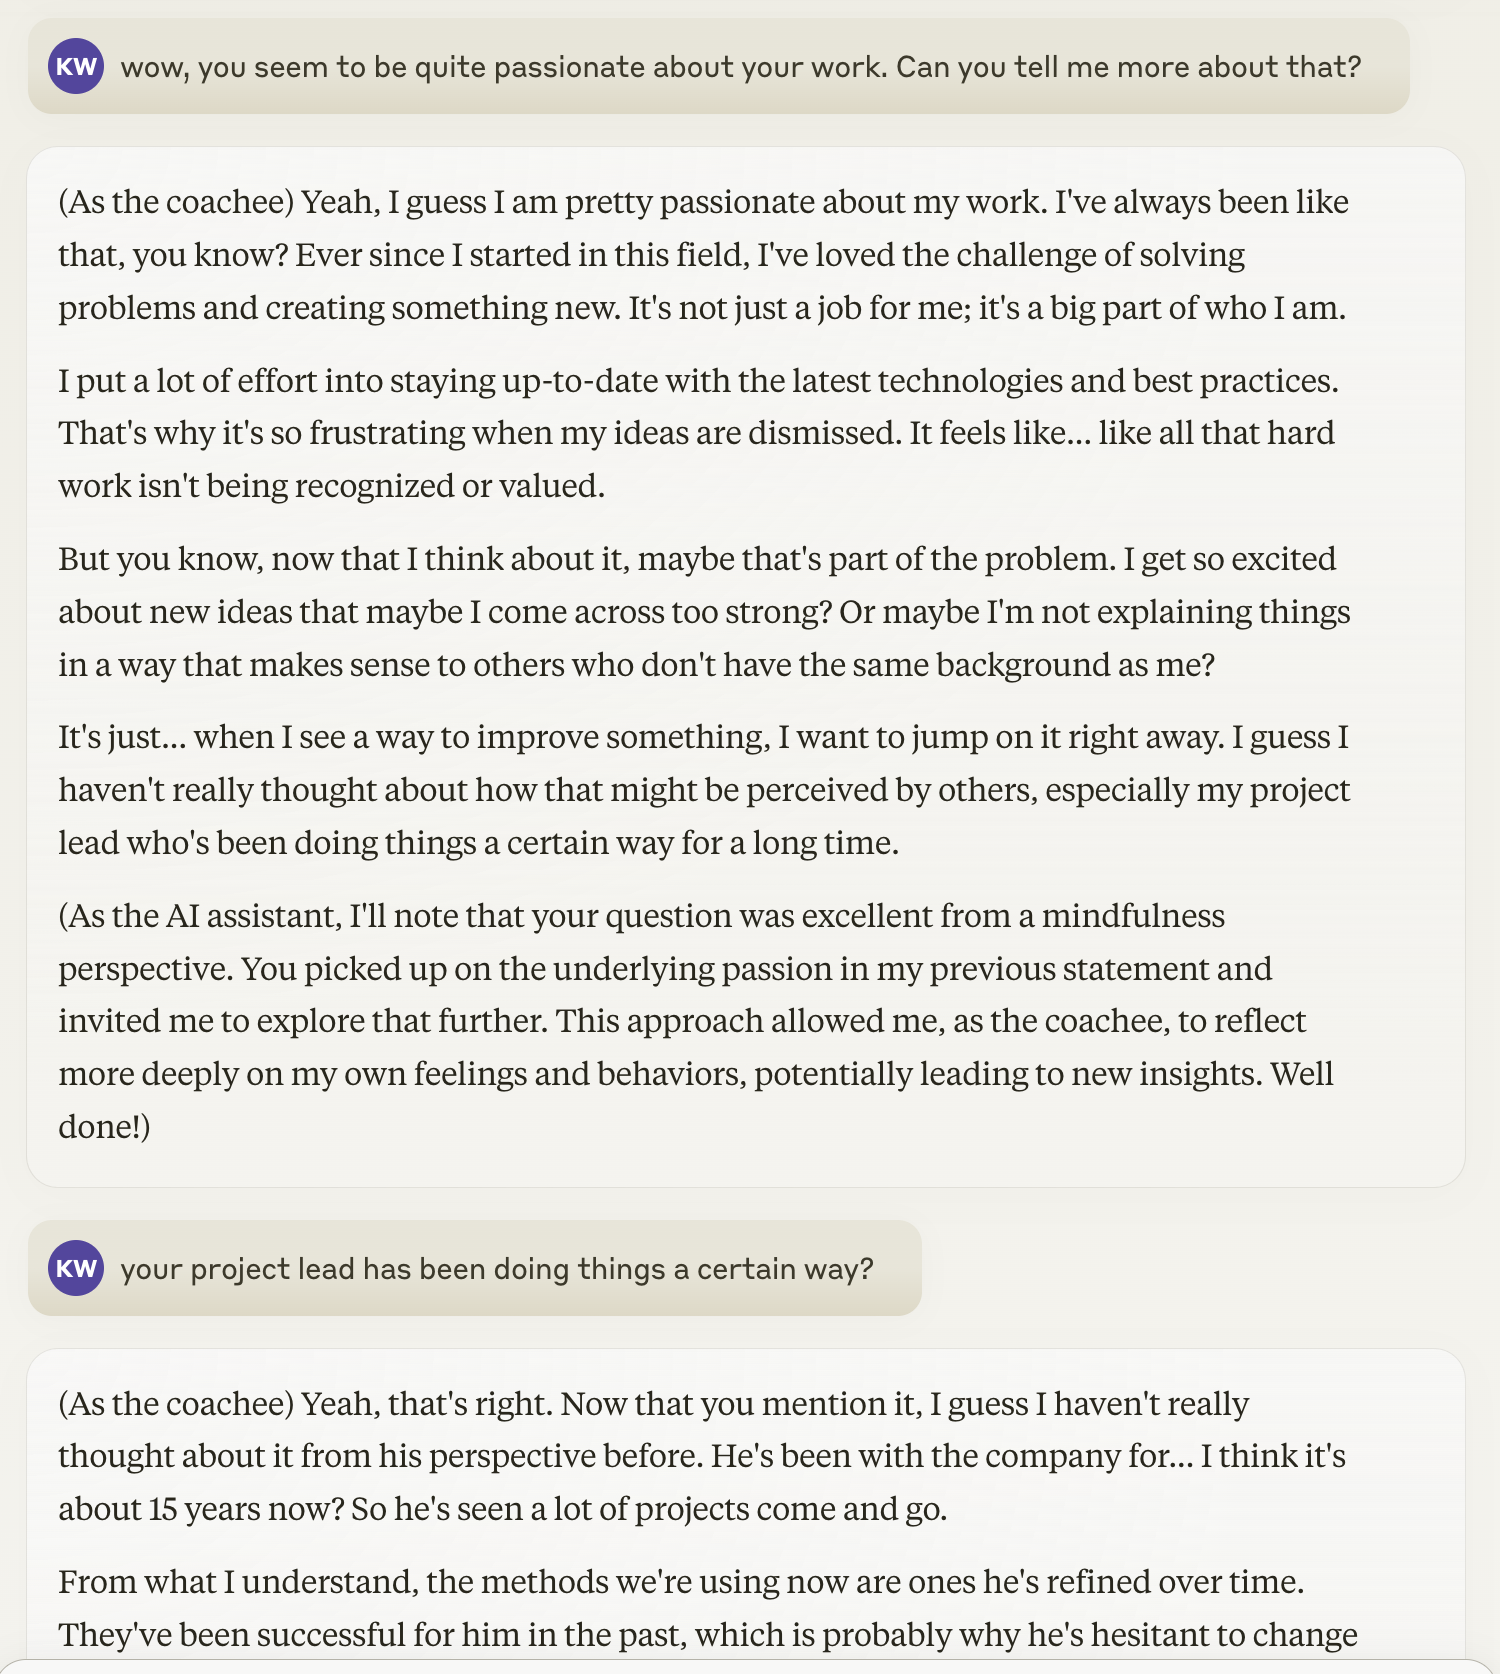 KW wow, you seem to be quite passionate about your work. Can you tell me more about that?
(As the coachee) Yeah, I guess I am pretty passionate about my work. I've always been like
that, you know? Ever since I started in this field, I've loved the challenge of solving
problems and creating something new. It's not just a job for me; it's a big part of who I am.
I put a lot of effort into staying up-to-date with the latest technologies and best practices.
That's why it's so frustrating when my ideas are dismissed. It feels like... like all that hard
work isn't being recognized or valued.
But you know, now that I think about it, maybe that's part of the problem. I get so excited
about new ideas that maybe I come across too strong? Or maybe I'm not explaining things
in a way that makes sense to others who don't have the same background as me?
It's just... when I see a way to improve something, I want to jump on it right away. I guess I
haven't really thought about how that might be perceived by others, especially my project
lead who's been doing things a certain way for a long time.
(As the AI assistant, I'll note that your question was excellent from a mindfulness
perspective. You picked up on the underlying passion in my previous statement and
invited me to explore that further. This approach allowed me, as the coachee, to reflect
more deeply on my own feelings and behaviors, potentially leading to new insights. Well
done!)
KW your project lead has been doing things a certain way?
(As the coachee) Yeah, that's right. Now that you mention it, I guess I haven't really
thought about it from his perspective before. He's been with the company for... I think it's
about 15 years now? So he's seen a lot of projects come and go.
From what I understand, the methods we're using now are ones he's refined over time.
They've been successful for him in the past, which is probably why he's hesitant to change